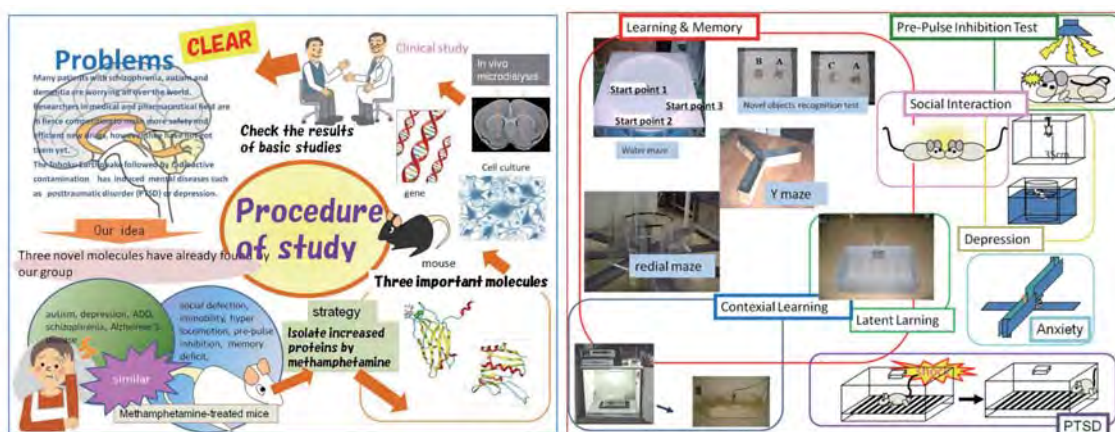 Problems
CLEAR
Many patients with schizophrenia, autism and
dementia are worrying all over the world.
Researchers in medical and pharmaceutical field are
in fierce competition to make more safety and
efficient new drugs, however they have not got
them yet.
The Tohoku Earthquake followed by radioactive
contamination has induced mental diseases such
as posttraumatic disorder (PTSD) or depression.
Our idea
Three novel molecules have already found by
our group
autism, depression, ADD,
schizophrania, Alzheimer's
disease
social defection,
immobility, hyper
locomotion, pre-pulse
inhibition, memory
deficit,
similar
Methamphetamine-treated mice
strategy
Isolate increased
proteins by
methamphetamine
Three important molecules
mouse
gene
Cell culture
In vivo
microdialysis
Clinical study
Check the results
of basic studies
Procedure
of study
Learning & Memory
Start point 1
Start point 3
Start point 2
Water maze
B A
C A
Novel objects recognition test
Y maze
redial maze
Pre-Pulse Inhibition Test
Social Interaction
35cm
Depression
Contexial Learning
Latent Larning
Anxiety
shock
PTSD